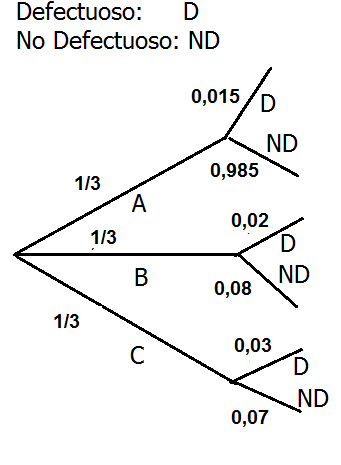 Defectuoso: D
No Defectuoso: ND
0,015
D
ND
0,985
1/3
A
1/3
0,02
D
B
ND
0,08
1/3
C
0,03
D
ND
0,07